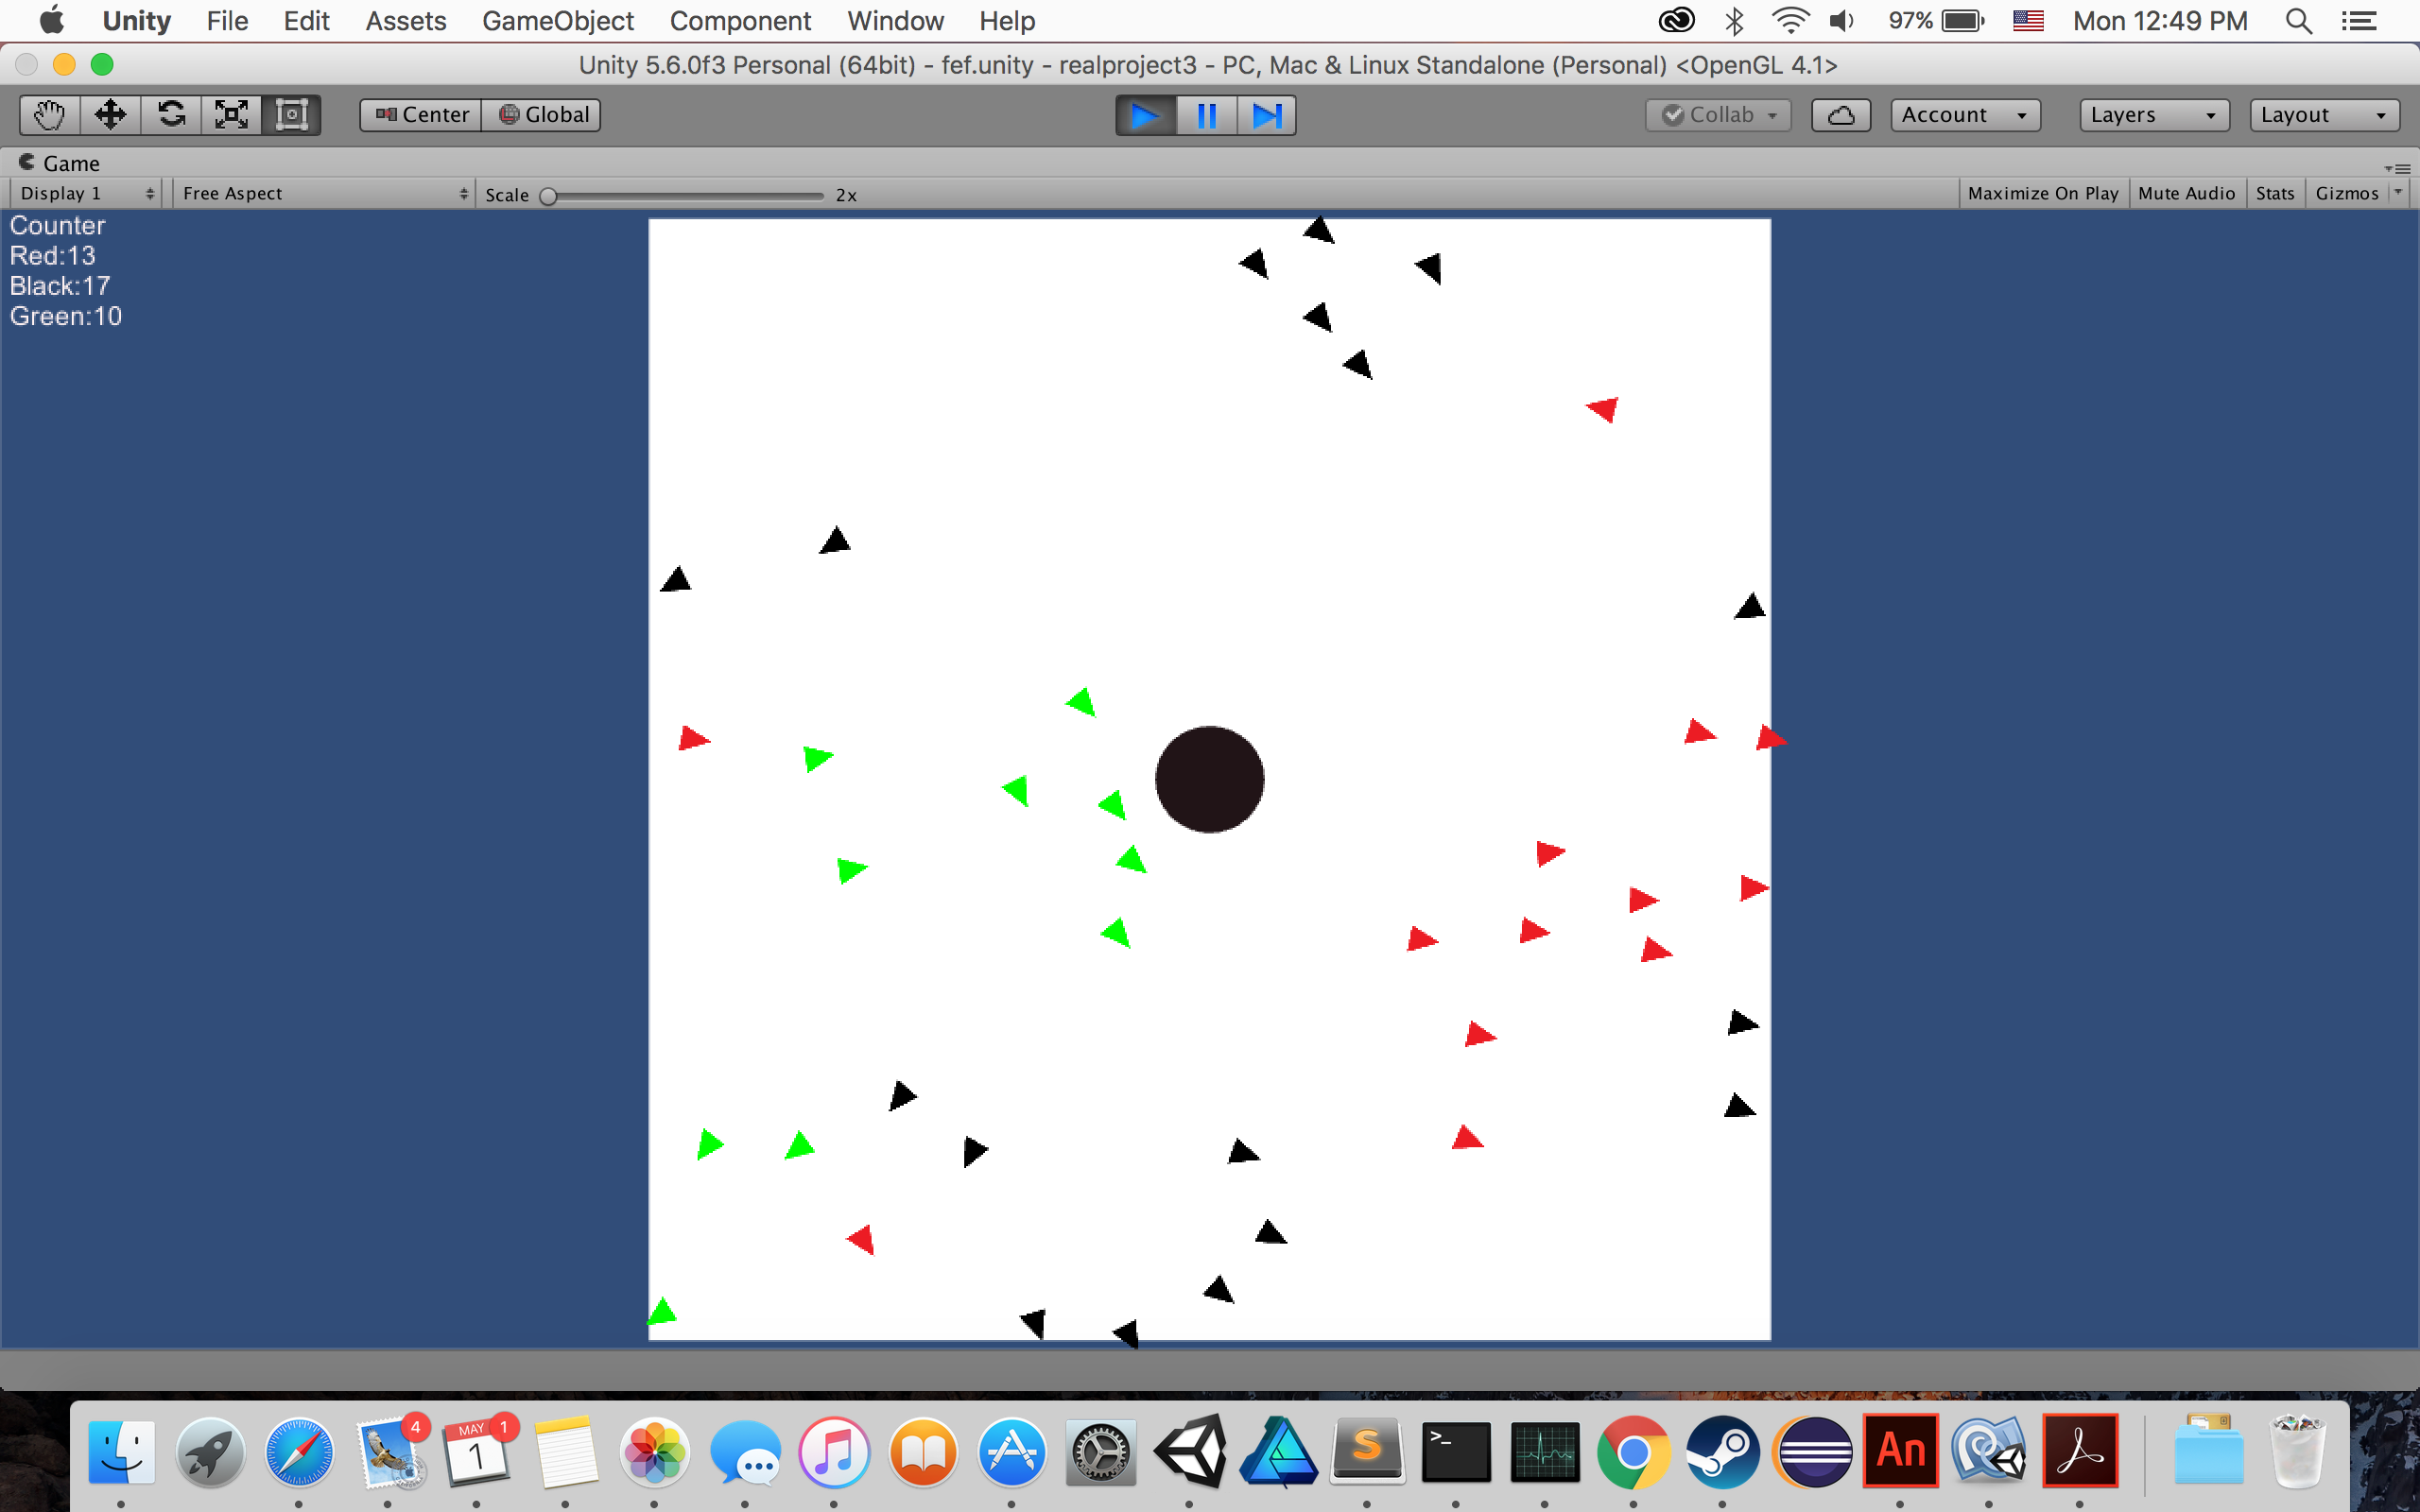 Unity File Edit Assets GameObject Component Window Help 97% Mon 12:49 PM
Unity 5.6.0f3 Personal (64bit) - fef.unity - realproject3 - PC, Mac & Linux Standalone (Personal) <OpenGL 4.1>
Center Global Collab Account Layers Layout
Game
Display 1 Free Aspect Scale 2x Maximize On Play Mute Audio Stats Gizmos
Counter
Red:13
Black:17
Green:10
4 MAY 1 1 S >_ An